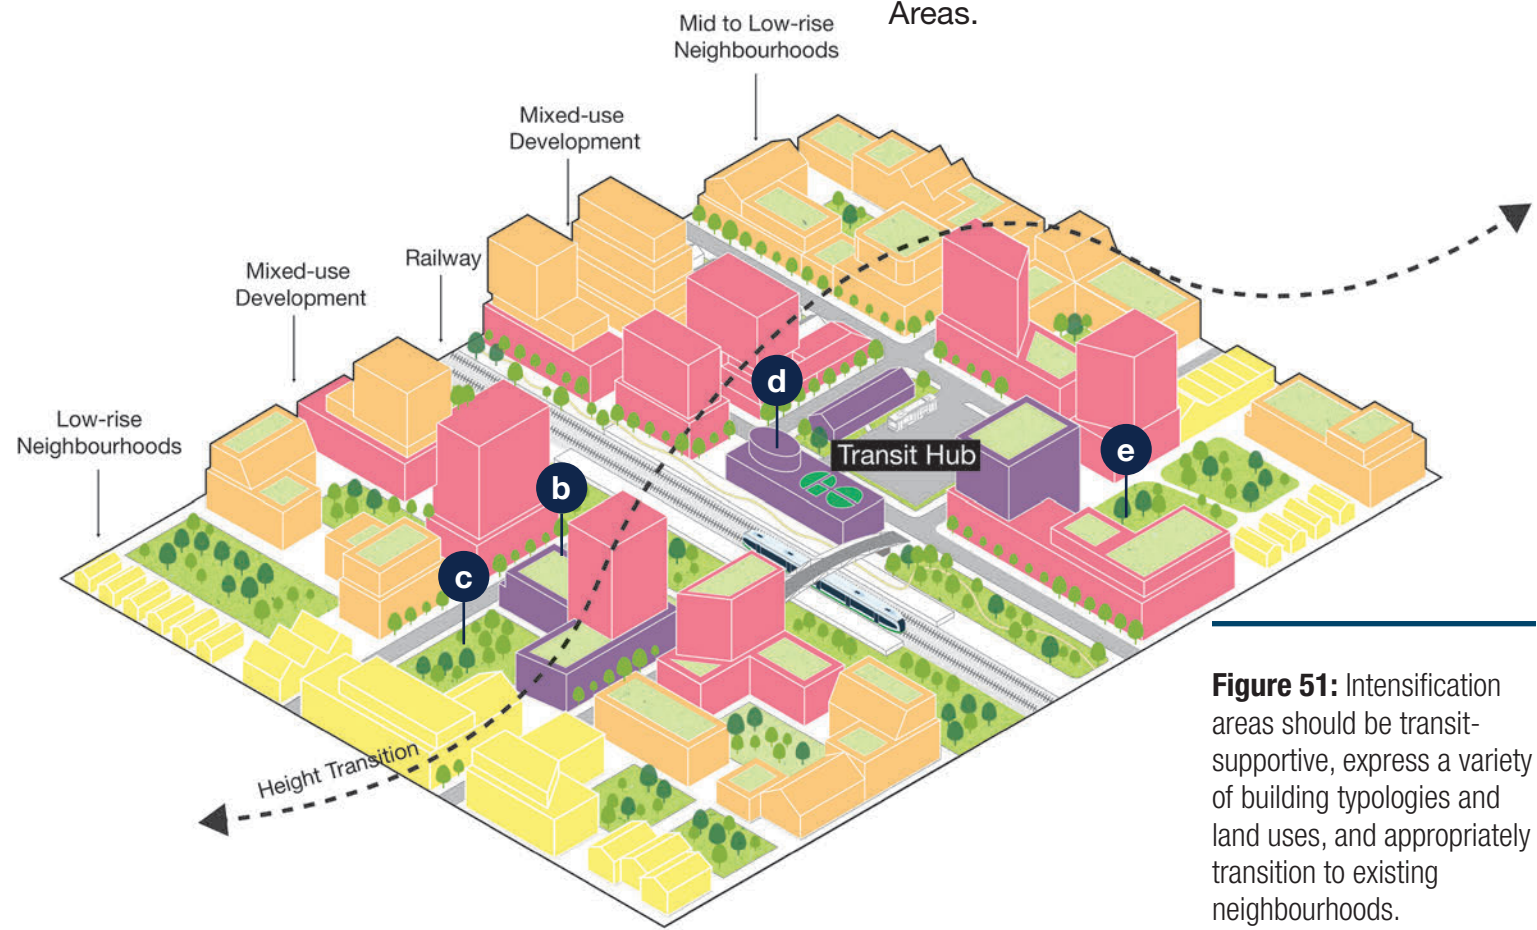 Areas.
Mid to Low-rise
Neighbourhoods
Mixed-use
Development
Railway
Mixed-use
Development
Low-rise
Neighbourhoods
d
Transit Hub
e
b
c
Height Transition
GO
Figure 51: Intensification
areas should be transit-
supportive, express a variety
of building typologies and
land uses, and appropriately
transition to existing
neighbourhoods.